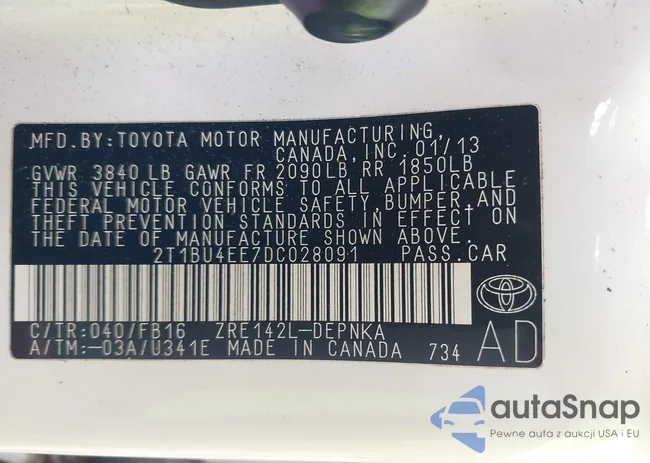 MFD.BY:TOYOTA MOTOR MANUFACTURING,
CANADA,INC. 01/13
GVWR 3840 LB GAWR FR 2090LB RR 1850LB
THIS VEHICLE CONFORMS TO ALL APPLICABLE
FEDERAL MOTOR VEHICLE SAFETY,BUMPER,AND
THEFT PREVENTION STANDARDS IN EFFECT ON
THE DATE OF MANUFACTURE SHOWN ABOVE.
2T1BU4EE7DC028091 PASS.CAR
C/TR:040/FB16 ZRE142L-DEPNKA
A/TM:-03A/U341E MADE IN CANADA 734 AD
autaSnap
Pewne auta z aukcji USA i EU